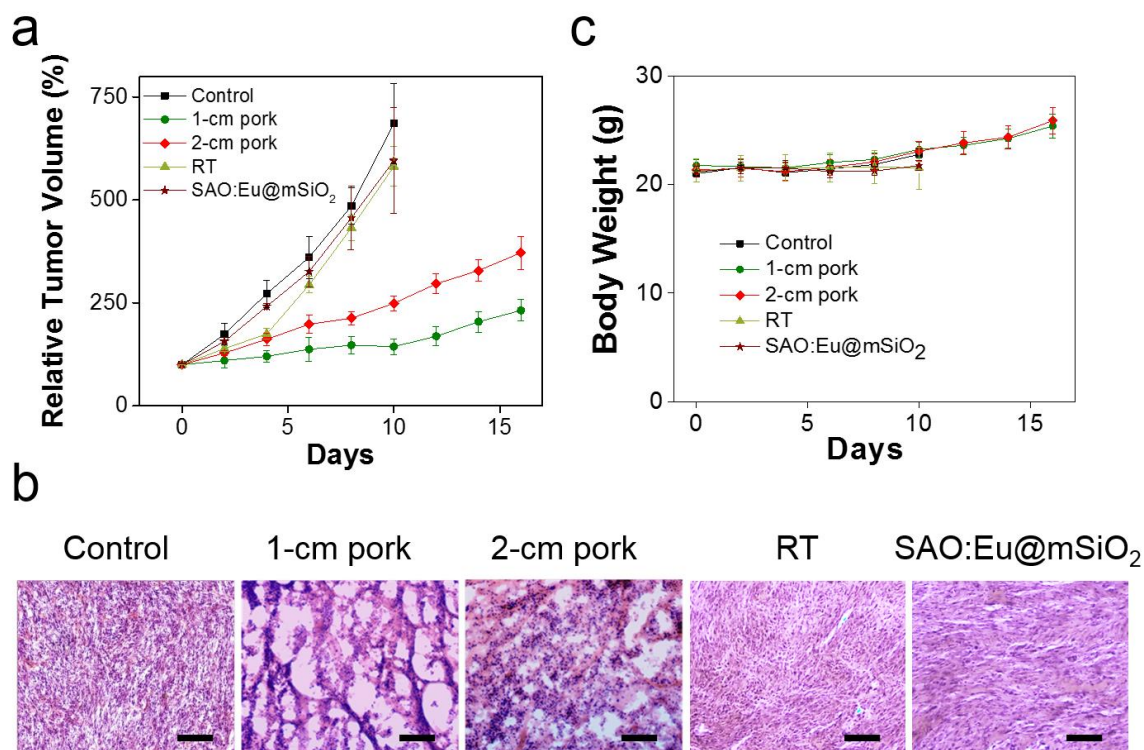 a
Relative Tumor Volume (%)
750
500
250
0
0
5
10
15
Days
Control
1-cm pork
2-cm pork
RT
SAO:Eu@mSiO₂
c
Body Weight (g)
30
20
10
0
0
5
10
15
Days
Control
1-cm pork
2-cm pork
RT
SAO:Eu@mSiO₂
b
Control
1-cm pork
2-cm pork
RT
SAO:Eu@mSiO₂